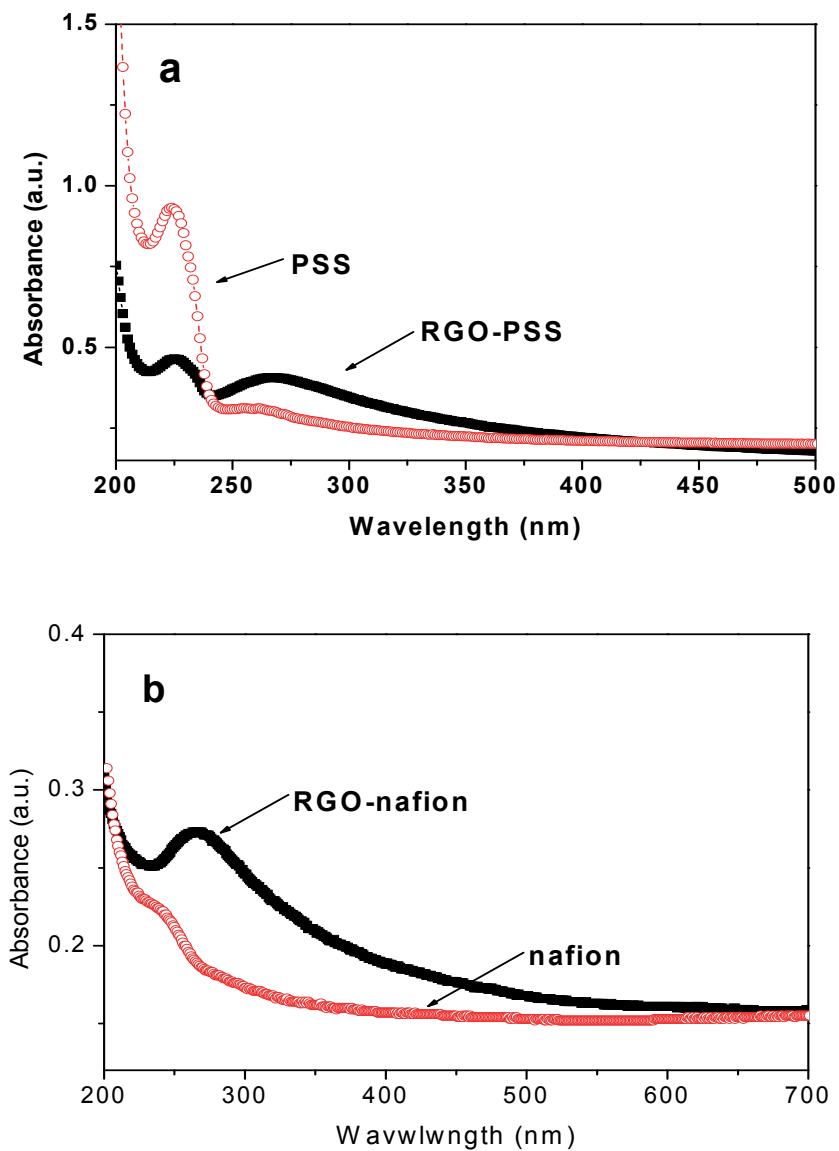 1.5
a
1.0
PSS
RGO-PSS
0.5
Absorbance (a.u.)
200 250 300 350 400 450 500
Wavelength (nm)
0.4
b
0.3
RGO-nafion
nafion
0.2
Absorbance (a.u.)
200 300 400 500 600 700
Wavwlwngth (nm)